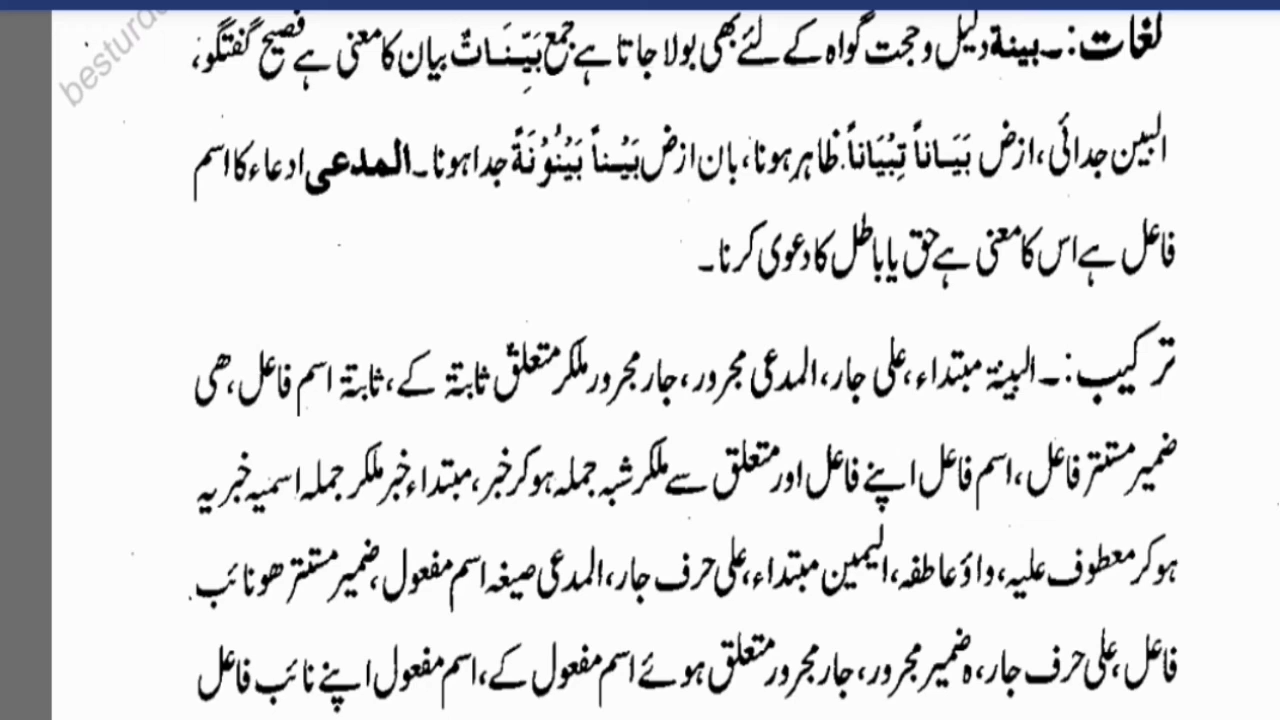 besturdu
لغات:۔بینة دلیل وحجت گواہ کے لئے بھی بولا جاتا ہے جمع بَیِّنَاتٌ بیان کا معنی ہے فصیح گفتگو،
البین جدائی،ازض بَیَاناً تِبْیَاناً ظاہر ہونا،بان ازض بَیْناً بَیْنُوْنَةً جدا ہونا۔المدعی ادعاء کا اسم
فاعل ہے اس کا معنی ہے حق یا باطل کا دعوی کرنا۔
ترکیب:۔البینۃ مبتداء،علی جار،المدعی مجرور،جار مجرور ملکر متعلقٌ ثابتۃ کے،ثابتۃ اسم فاعل،ھی
ضمیر مستتر فاعل،اسم فاعل اپنے فاعل اور متعلق سے ملکر شبہ جملہ ہو کر خبر،مبتداء خبر ملکر جملہ اسمیہ خبریہ
ہو کر معطوف علیہ،واؤ عاطفہ،الیمین مبتداء،علی حرف جار،المدعی صیغہ اسم مفعول،ضمیر مستتر ھو نائب
فاعل،علی حرف جار،ہ ضمیر مجرور،جار مجرور متعلق ہوئے اسم مفعول کے،اسم مفعول اپنے نائب فاعل